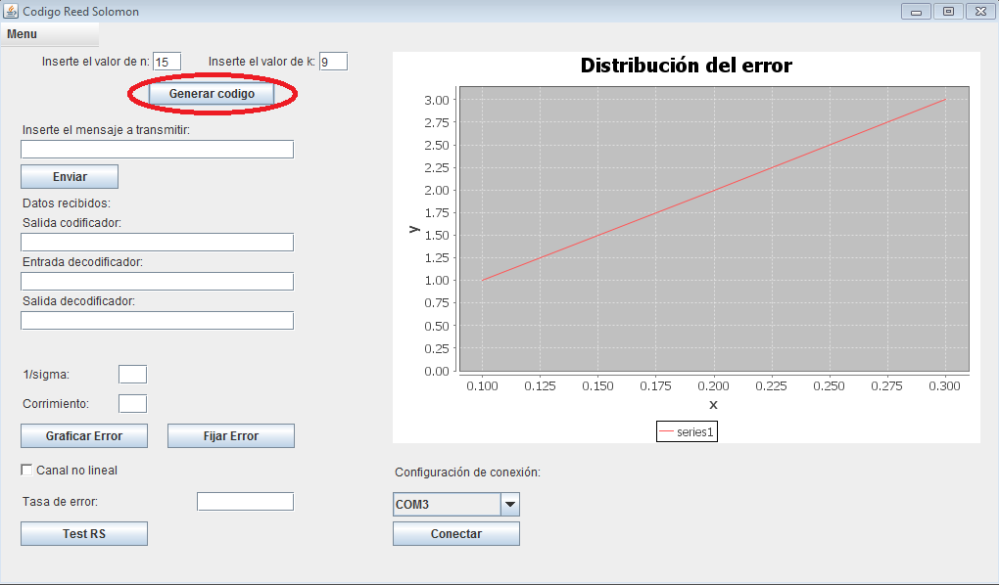 Codigo Reed Solomon
Menu
Inserte el valor de n: 15 Inserte el valor de k: 9
Generar codigo
Inserte el mensaje a transmitir:
Enviar
Datos recibidos:
Salida codificador:
Entrada decodificador:
Salida decodificador:
1/sigma:
Corrimiento:
Graficar Error Fijar Error
Canal no lineal
Tasa de error:
Test RS
Distribución del error
3.00
2.75
2.50
2.25
2.00
1.75
1.50
1.25
1.00
0.75
0.50
0.25
0.00
y
0.100 0.125 0.150 0.175 0.200 0.225 0.250 0.275 0.300
x
series1
Configuración de conexión:
COM3
Conectar